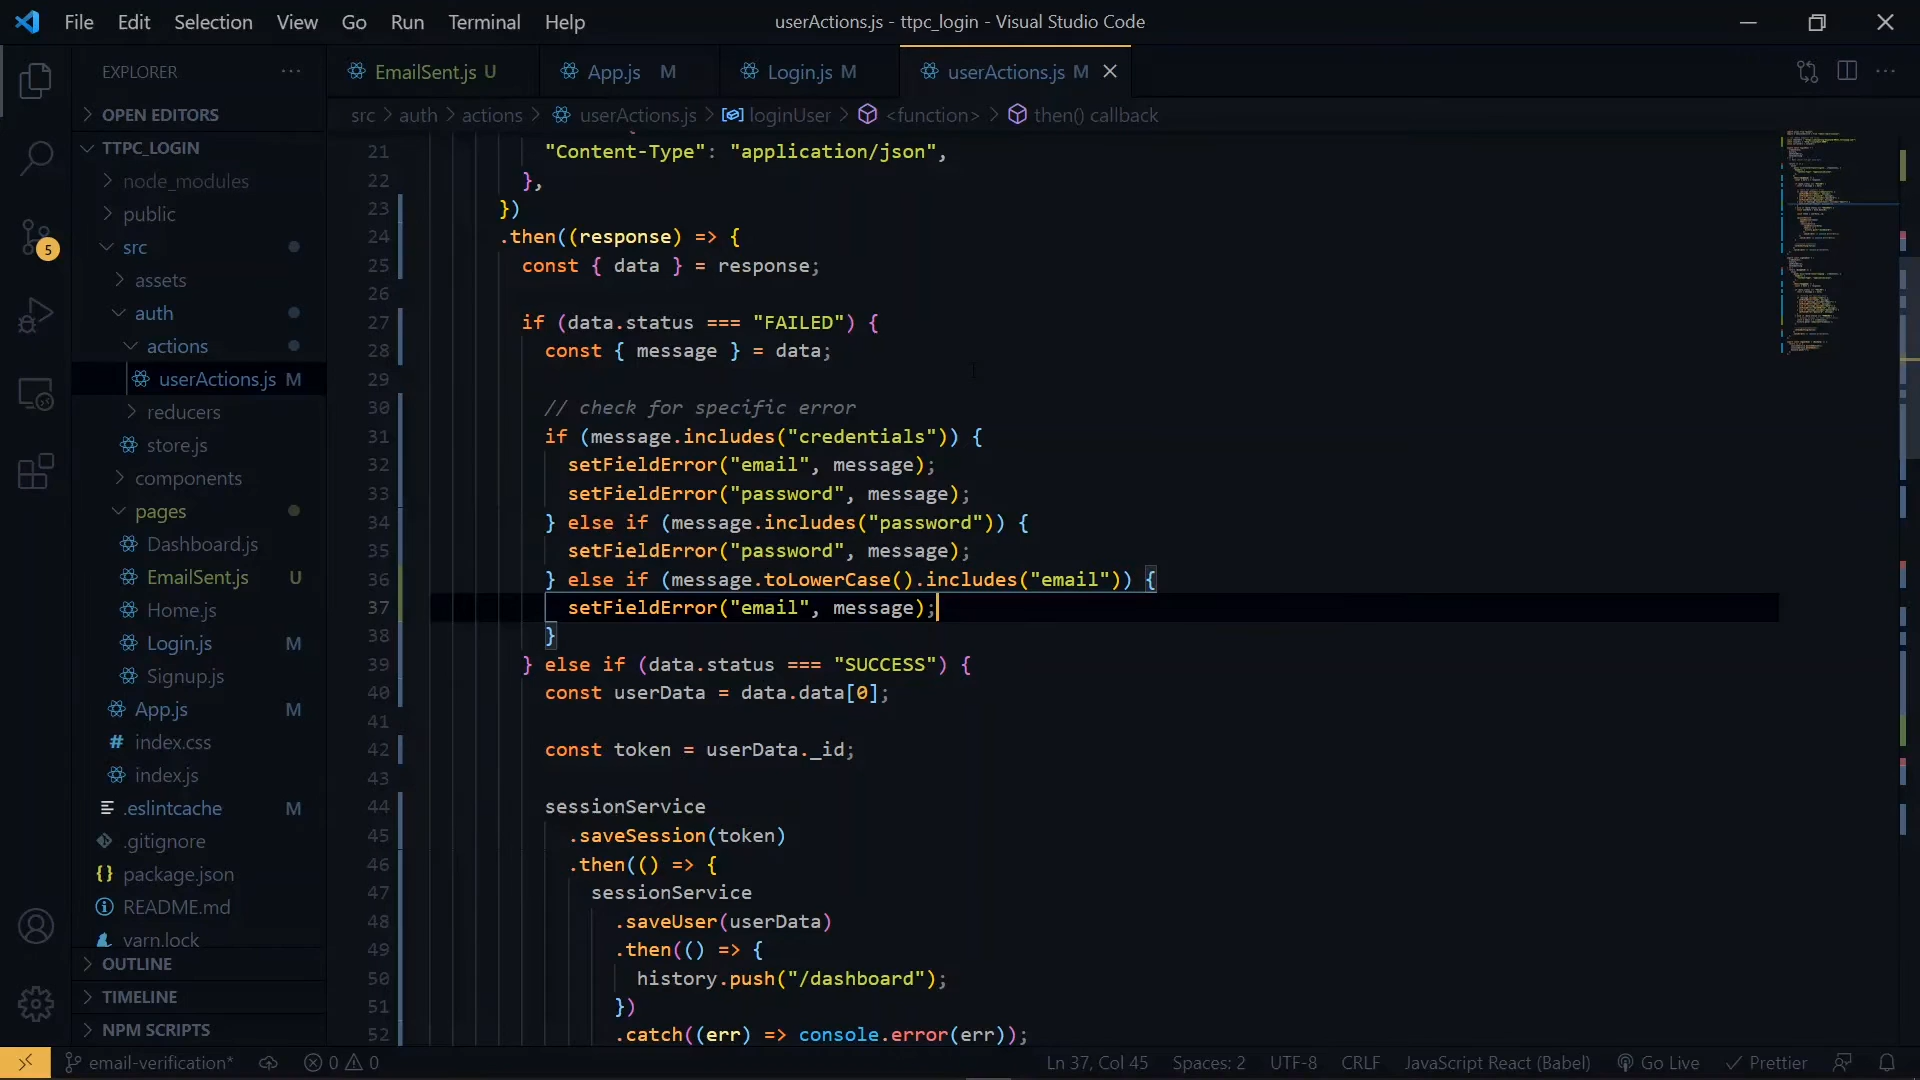 File Edit Selection View Go Run Terminal Help
userActions.js - ttpc_login - Visual Studio Code
EXPLORER
EmailSent.js U
App.js M
Login.js M
userActions.js M
src > auth > actions > userActions.js > loginUser > <function> > then() callback
5
OPEN EDITORS
TTPC_LOGIN
node_modules
public
src
assets
auth
actions
userActions.js M
reducers
store.js
components
pages
Dashboard.js
EmailSent.js U
Home.js
Login.js M
Signup.js
App.js M
index.css
index.js
.eslintcache M
.gitignore
package.json
README.md
yarn.lock
OUTLINE
TIMELINE
NPM SCRIPTS
21 "Content-Type": "application/json",
22 },
23 })
24 .then((response) => {
25 const { data } = response;
26
27 if (data.status === "FAILED") {
28 const { message } = data;
29
30 // check for specific error
31 if (message.includes("credentials")) {
32 setFieldError("email", message);
33 setFieldError("password", message);
34 } else if (message.includes("password")) {
35 setFieldError("password", message);
36 } else if (message.toLowerCase().includes("email")) {
37 setFieldError("email", message);
38 }
39 } else if (data.status === "SUCCESS") {
40 const userData = data.data[0];
41
42 const token = userData._id;
43
44 sessionService
45 .saveSession(token)
46 .then(() => {
47 sessionService
48 .saveUser(userData)
49 .then(() => {
50 history.push("/dashboard");
51 })
52 .catch((err) => console.error(err));
email-verification* 0 0 Ln 37, Col 45 Spaces: 2 UTF-8 CRLF JavaScript React (Babel) Go Live Prettier